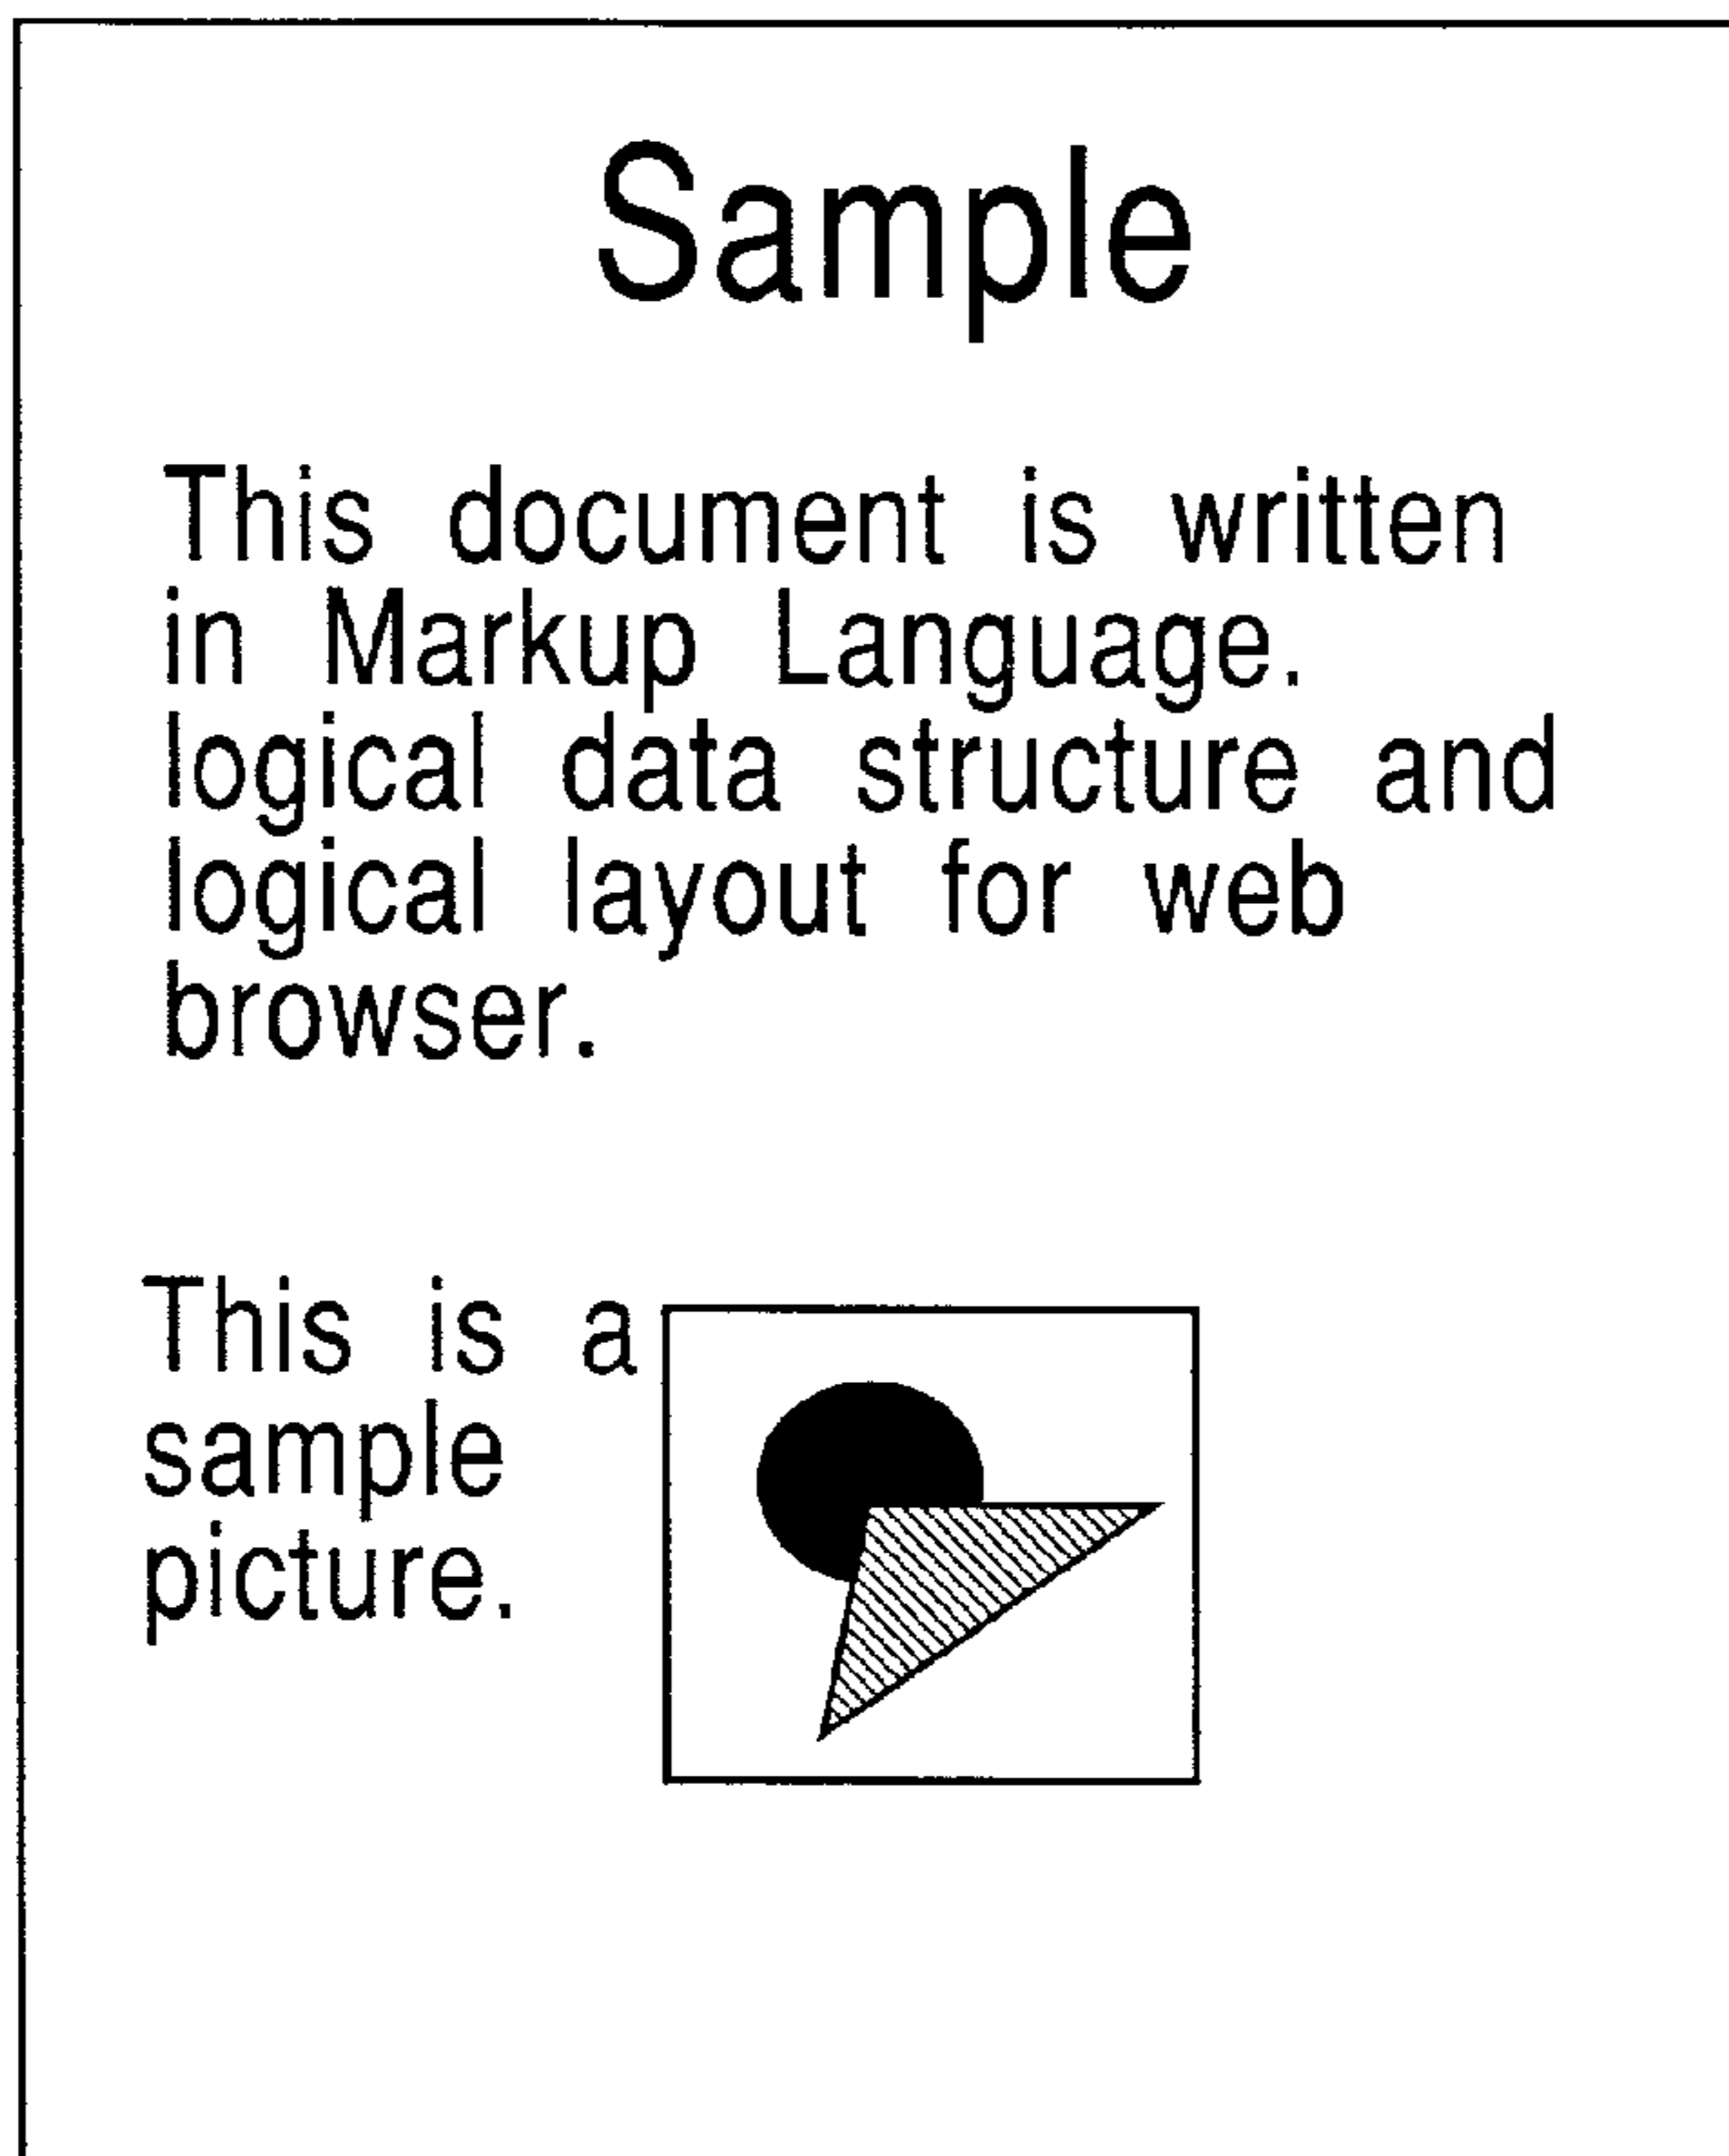 Sample
This document is written
in Markup Language.
logical data structure and
logical layout for web
browser.
This is a
sample
picture.